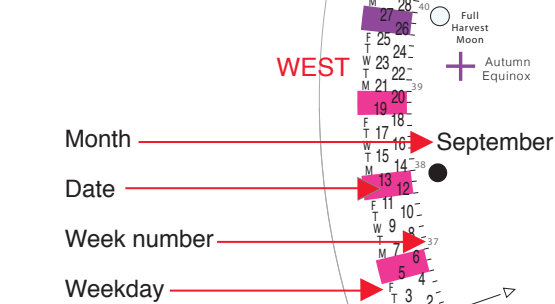 M
28
40
27
26
Full
Harvest
Moon
F
25
T
24
W
23
T
22
M
21
39
20
19
WEST
Autumn
Equinox
18
F
17
T
16
W
15
T
14
M
38
13
12
Month
September
Date
11
F
10
T
9
W
8
T
7
M
37
6
5
Week number
4
F
3
T
2
Weekday